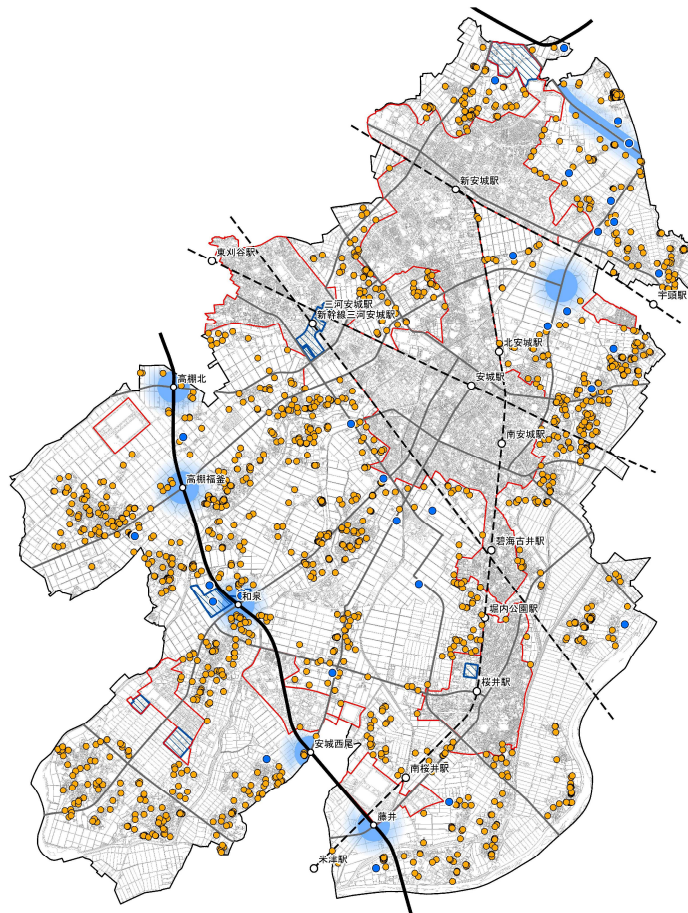 新安城駅
東刈谷駅
宇頭駅
三河安城駅
新幹線三河安城駅
北安城駅
高棚北
安城駅
南安城駅
高棚福釜
碧海古井駅
和泉
堀内公園駅
桜井駅
安城西尾
南桜井駅
藤井
米津駅